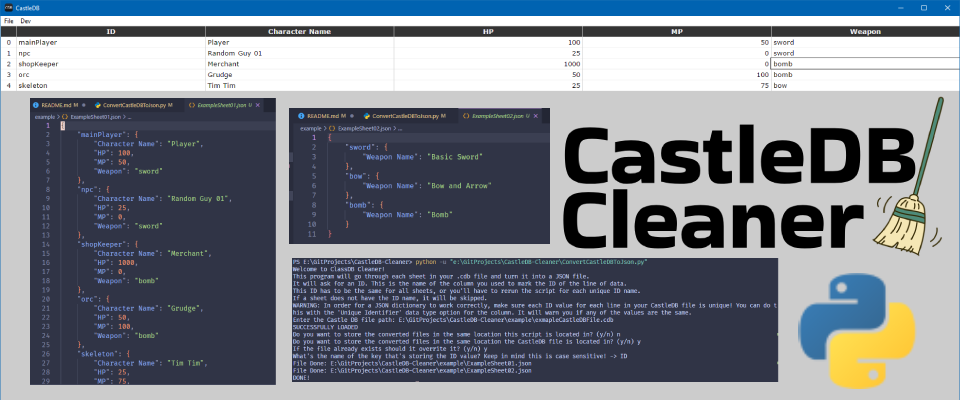 CastleDB
File Dev
ID Character Name HP MP Weapon
0 mainPlayer Player 100 50 sword
1 npc Random Guy 01 25 0 sword
2 shopKeeper Merchant 1000 0 bomb
3 orc Grudge 50 100 bomb
4 skeleton Tim Tim 25 75 bow
README.md M ConvertCastleDBToJson.py M ExampleSheet01.json U
example > ExampleSheet01.json > ...
1 {
2 "mainPlayer": {
3 "Character Name": "Player",
4 "HP": 100,
5 "MP": 50,
6 "Weapon": "sword"
7 },
8 "npc": {
9 "Character Name": "Random Guy 01",
10 "HP": 25,
11 "MP": 0,
12 "Weapon": "sword"
13 },
14 "shopKeeper": {
15 "Character Name": "Merchant",
16 "HP": 1000,
17 "MP": 0,
18 "Weapon": "bomb"
19 },
20 "orc": {
21 "Character Name": "Grudge",
22 "HP": 50,
23 "MP": 100,
24 "Weapon": "bomb"
25 },
26 "skeleton": {
27 "Character Name": "Tim Tim",
28 "HP": 25,
29 "MP": 75,
README.md M ConvertCastleDBToJson.py M ExampleSheet02.json U
example > ExampleSheet02.json > ...
1 {
2 "sword": {
3 "Weapon Name": "Basic Sword"
4 },
5 "bow": {
6 "Weapon Name": "Bow and Arrow"
7 },
8 "bomb": {
9 "Weapon Name": "Bomb"
10 }
11 }
CastleDB
Cleaner
PS E:\GitProjects\CastleDB-Cleaner> python -u "e:\GitProjects\CastleDB-Cleaner\ConvertCastleDBToJson.py"
Welcome to ClassDB Cleaner!
This program will go through each sheet in your .cdb file and turn it into a JSON file.
It will ask for an ID. This is the name of the column you used to mark the ID of the line of data.
This ID has to be the same for all sheets, or you'll have to rerun the script for each unique ID name.
If a sheet does not have the ID name, it will be skipped.
WARNING: In order for a JSON dictionary to work correctly, make sure each ID value for each line in your CastleDB file is unique! You can do t
his with the 'Unique Identifier' data type option for the column. It will warn you if any of the values are the same.
Enter the Castle DB file path: E:\GitProjects\CastleDB-Cleaner\example\exmapleCastleDBFile.cdb
SUCCESSFULLY LOADED
Do you want to store the converted files in the same location this script is located in? (y/n) n
Do you want to store the converted files in the same location the CastleDB file is located in? (y/n) y
If the file already exists should it overrite it? (y/n) y
What's the name of the key that's storing the ID value? Keep in mind this is case sensitive! -> ID
File Done: E:\GitProjects\CastleDB-Cleaner\example\ExampleSheet01.json
File Done: E:\GitProjects\CastleDB-Cleaner\example\ExampleSheet02.json
DONE!